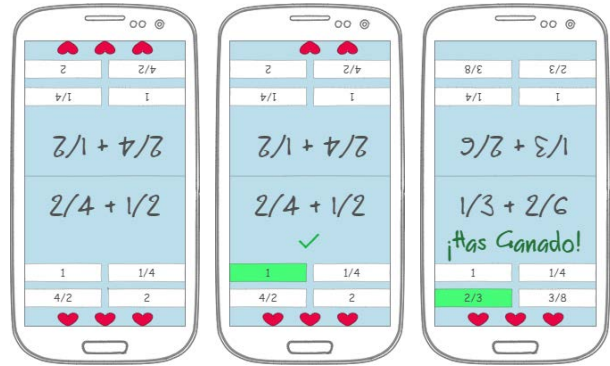 2 4/2
1/4 1
2/4 + 1/2
2/4 + 1/2
1 1/4
4/2 2
2 4/2
1/4 1
2/4 + 1/2
2/4 + 1/2
1 1/4
4/2 2
3/8 2/3
1/4 1
1/3 + 2/6
1/3 + 2/6
¡Has Ganado!
1 1/4
2/3 3/8